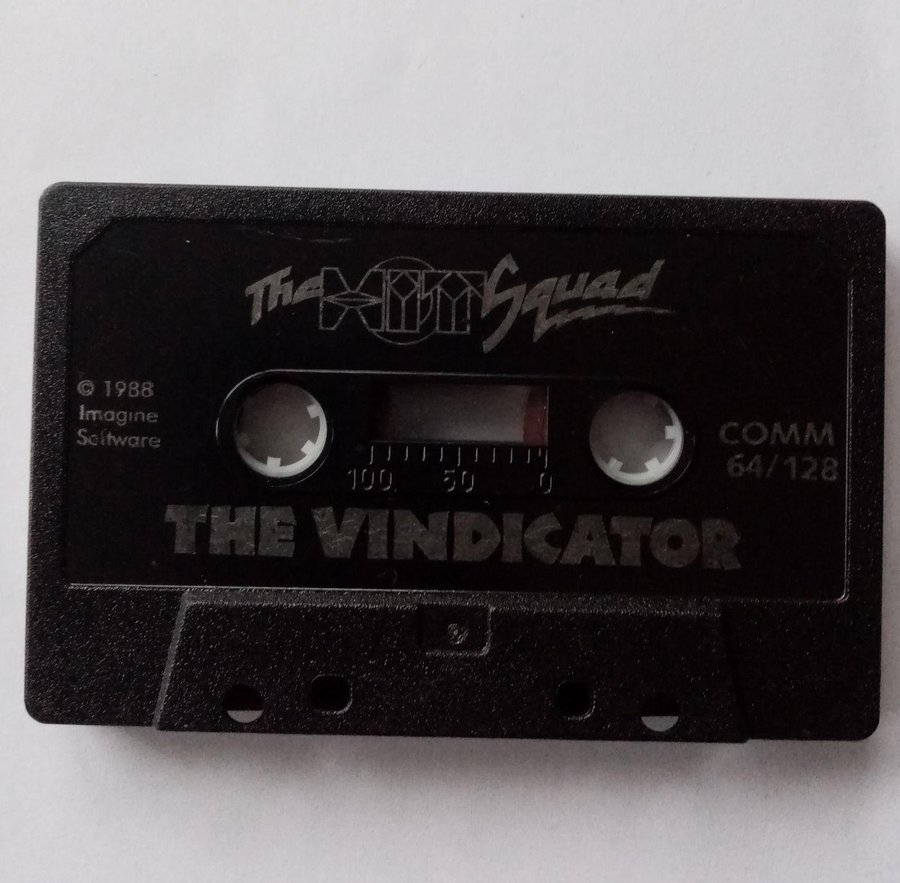 The Hit Squad
© 1988
Imagine
Software
COMM
64/128
100 50 0
THE VINDICATOR